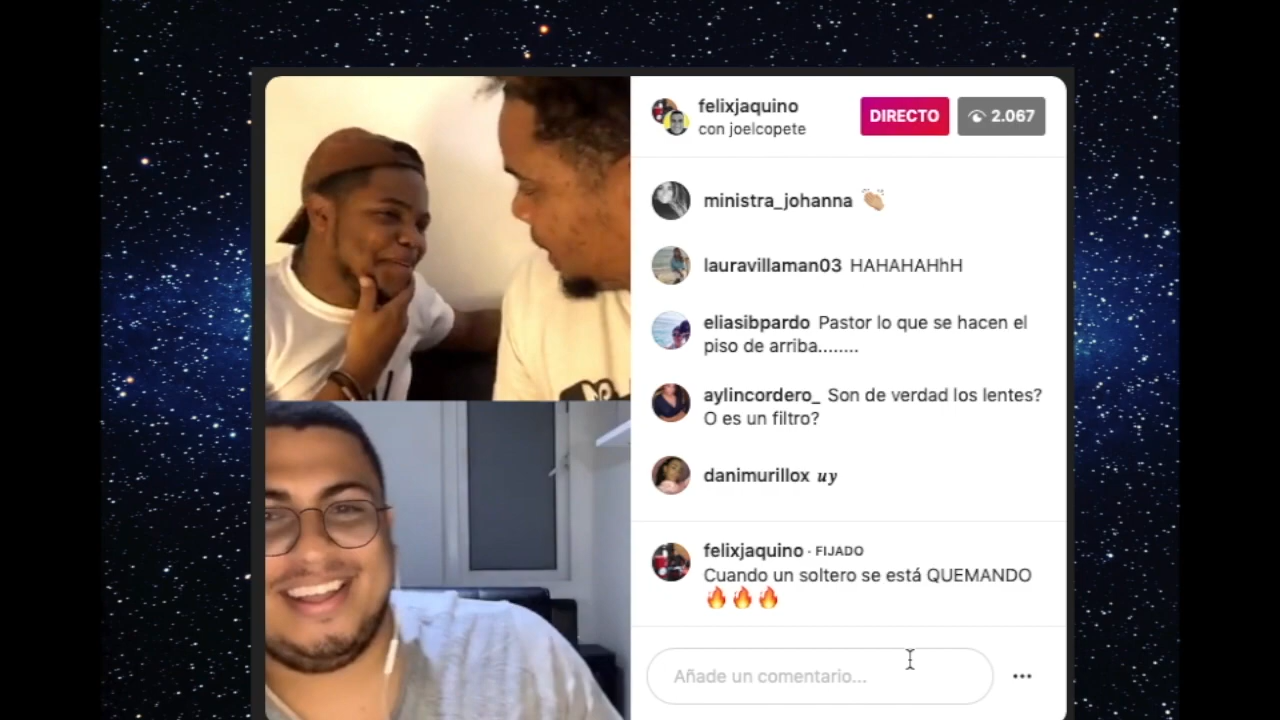 felixjaquino
con joelcopete
DIRECTO
2.067
ministra_johanna 👏🏼
lauravillaman03 HAHAHAHhH
eliasibpardo Pastor lo que se hacen el
piso de arriba........
aylincordero_ Son de verdad los lentes?
O es un filtro?
danimurillox uy
felixjaquino · FIJADO
Cuando un soltero se está QUEMANDO
🔥🔥🔥
Añade un comentario...